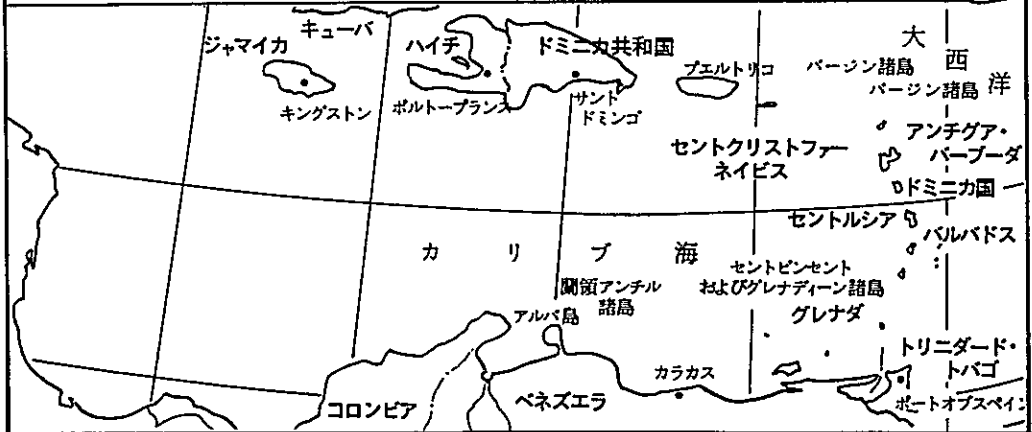 キューバ
ジャマイカ
キングストン
ハイチ
ポルトープランス
ドミニカ共和国
サント
ドミンゴ
プエルトリコ
バージン諸島
バージン諸島
大西洋
アンチグア・
バーブーダ
セントクリストファー
ネイビス
ドミニカ国
セントルシア
バルバドス
カリブ海
セントビンセント
およびグレナディーン諸島
グレナダ
蘭領アンチル
諸島
アルバ島
トリニダード・
トバゴ
ポートオブスペイン
カラカス
コロンビア
ベネズエラ